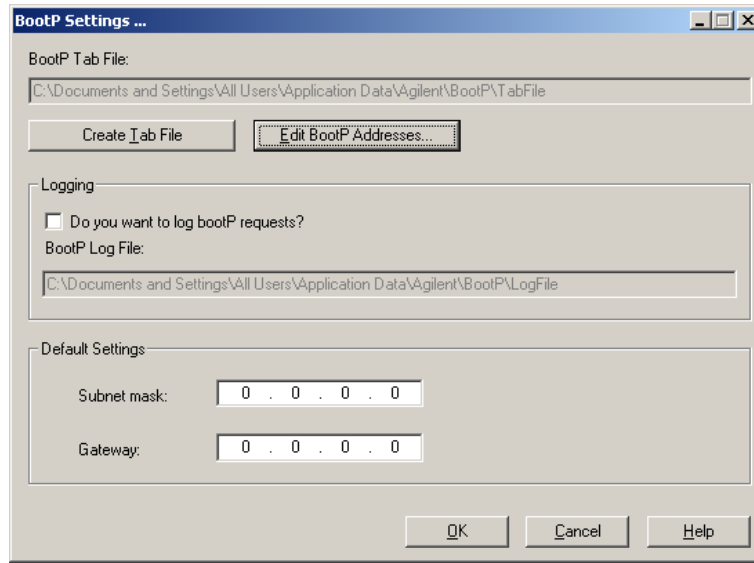 BootP Settings ...
BootP Tab File:
C:\Documents and Settings\All Users\Application Data\Agilent\BootP\TabFile
Create Tab File
Edit BootP Addresses...
Logging
Do you want to log bootP requests?
BootP Log File:
C:\Documents and Settings\All Users\Application Data\Agilent\BootP\LogFile
Default Settings
Subnet mask: 0 . 0 . 0 . 0
Gateway: 0 . 0 . 0 . 0
OK Cancel Help